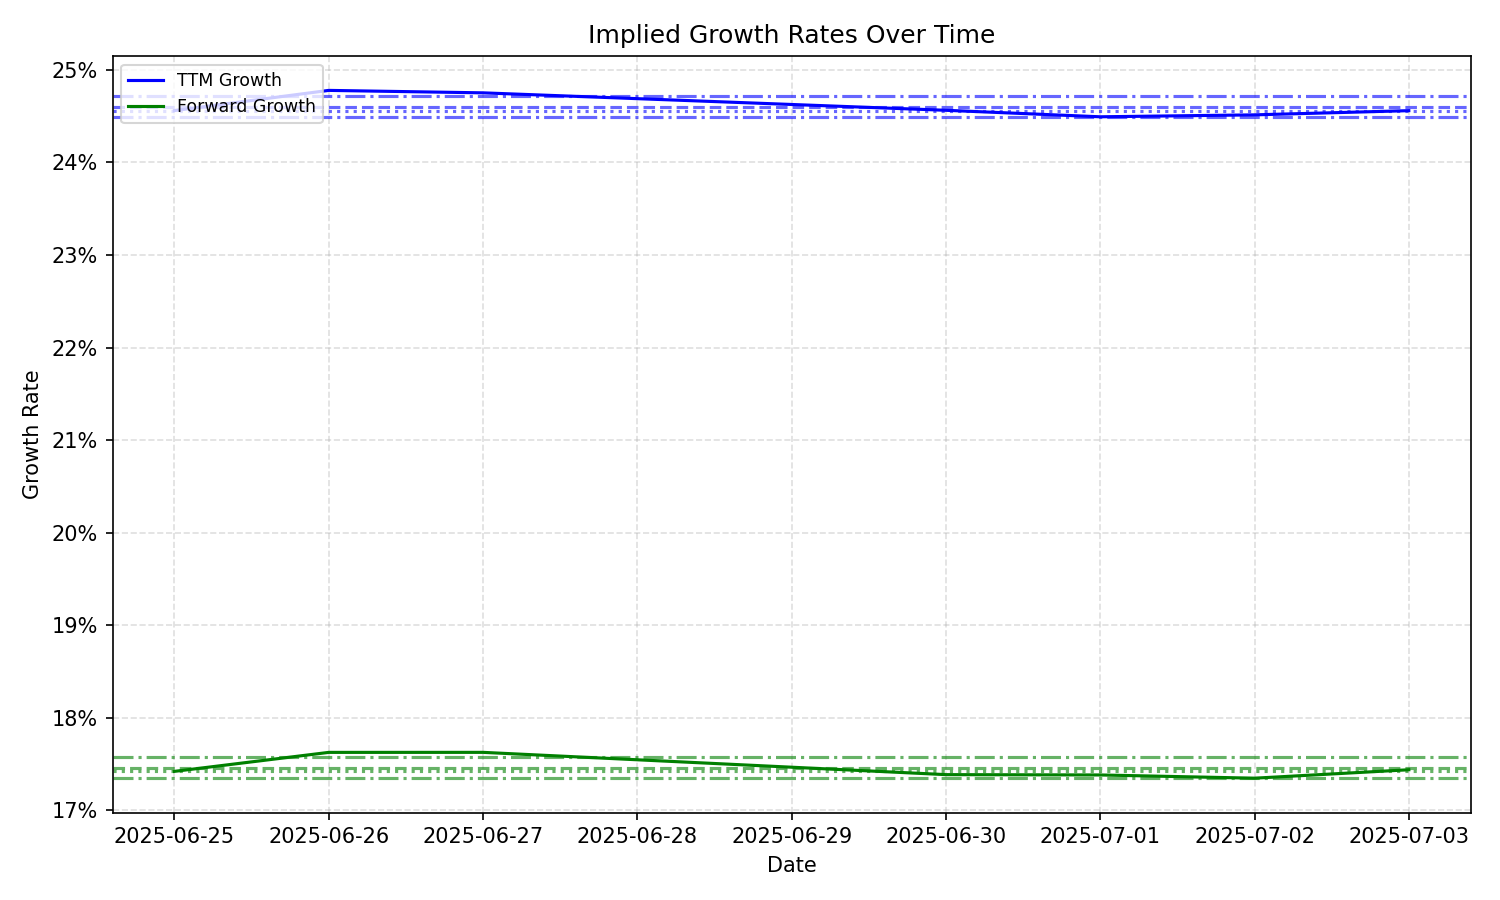 Implied Growth Rates Over Time
TTM Growth
Forward Growth
25%
24%
23%
22%
21%
20%
19%
18%
17%
Growth Rate
2025-06-25 2025-06-26 2025-06-27 2025-06-28 2025-06-29 2025-06-30 2025-07-01 2025-07-02 2025-07-03
Date